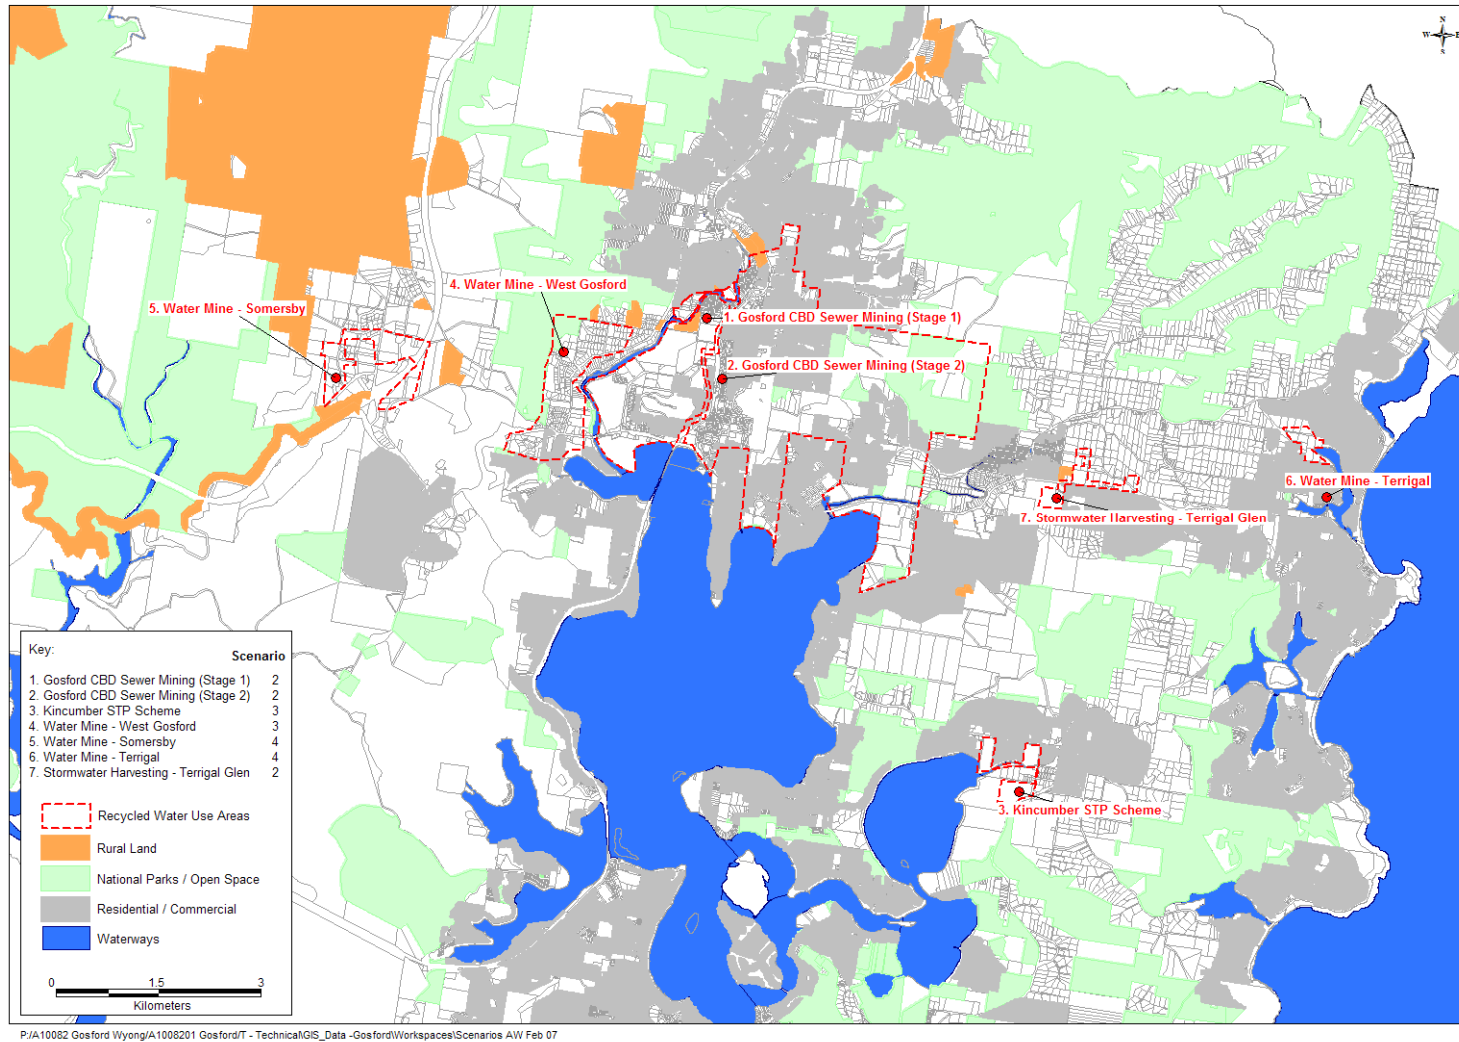 N
W E
S
4. Water Mine - West Gosford
5. Water Mine - Somersby
1. Gosford CBD Sewer Mining (Stage 1)
2. Gosford CBD Sewer Mining (Stage 2)
6. Water Mine - Terrigal
7. Stormwater Harvesting - Terrigal Glen
3. Kincumber STP Scheme
Key:
Scenario
1. Gosford CBD Sewer Mining (Stage 1) 2
2. Gosford CBD Sewer Mining (Stage 2) 2
3. Kincumber STP Scheme 3
4. Water Mine - West Gosford 3
5. Water Mine - Somersby 4
6. Water Mine - Terrigal 4
7. Stormwater Harvesting - Terrigal Glen 2
Recycled Water Use Areas
Rural Land
National Parks / Open Space
Residential / Commercial
Waterways
0 1.5 3
Kilometers
P:/A10082 Gosford Wyong/A1008201 Gosford/T - Technical\GIS_Data -Gosford\Workspaces\Scenarios AW Feb 07